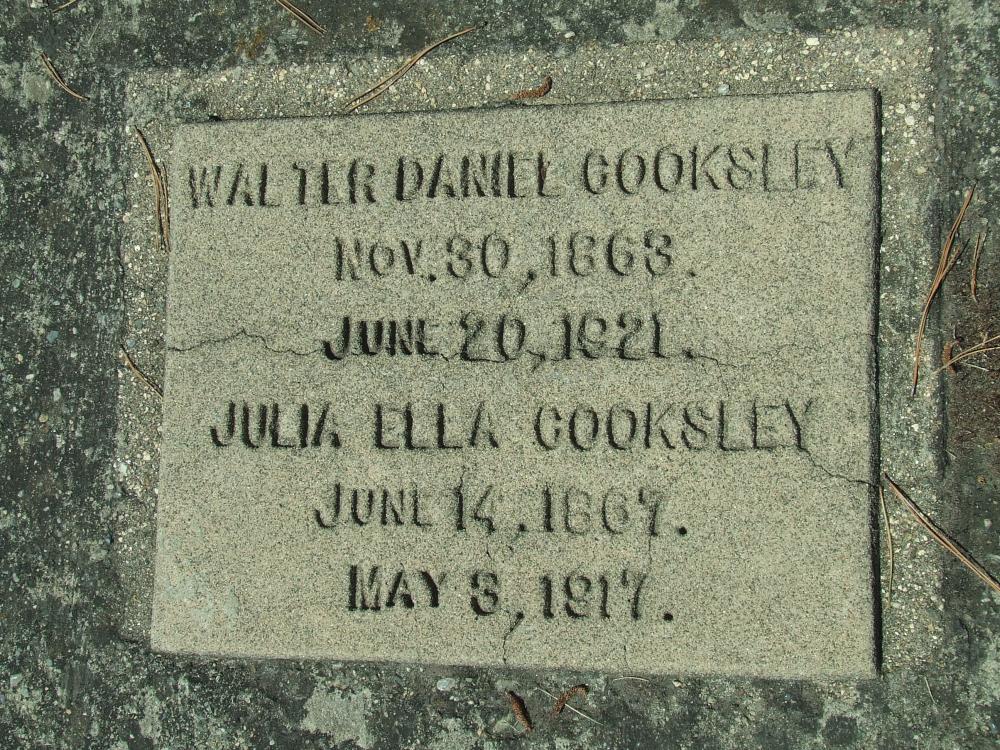 WALTER DANIEL COOKSLEY
NOV. 30, 1863.
JUNE 20, 1921.
JULIA ELLA COOKSLEY
JUNE 14, 1867.
MAY 8, 1917.